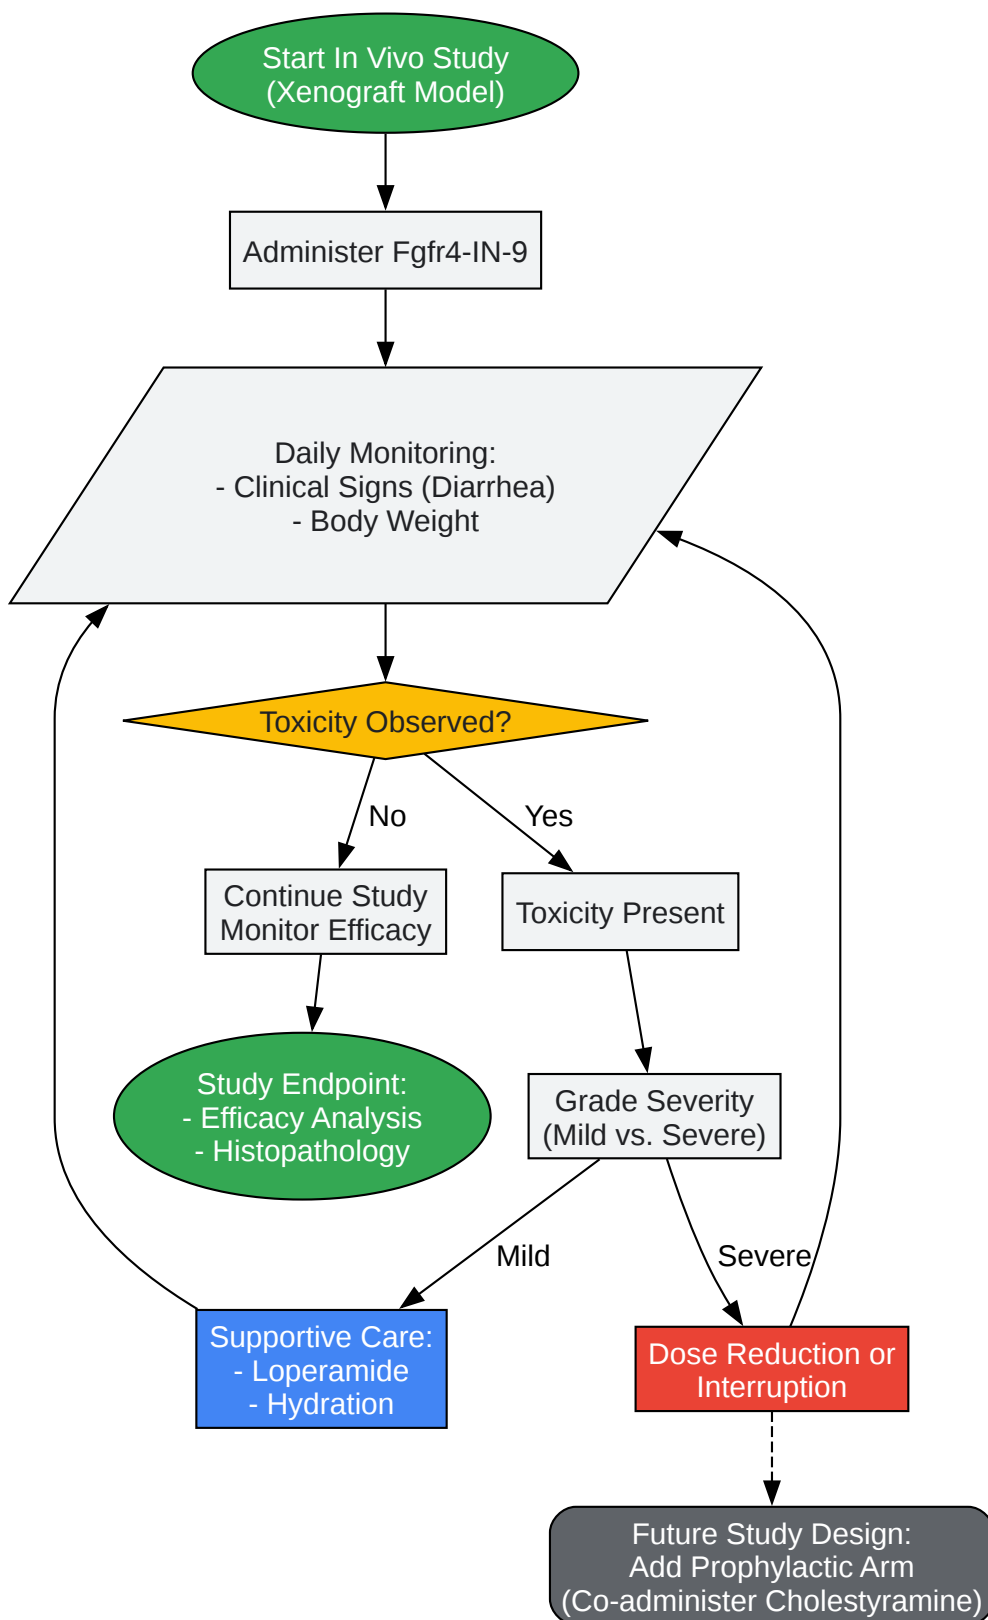 Start In Vivo Study
(Xenograft Model)
Administer Fgfr4-IN-9
Daily Monitoring:
- Clinical Signs (Diarrhea)
- Body Weight
Toxicity Observed?
No
Yes
Continue Study
Monitor Efficacy
Toxicity Present
Study Endpoint:
- Efficacy Analysis
- Histopathology
Grade Severity
(Mild vs. Severe)
Mild
Severe
Supportive Care:
- Loperamide
- Hydration
Dose Reduction or
Interruption
Future Study Design:
Add Prophylactic Arm
(Co-administer Cholestyramine)